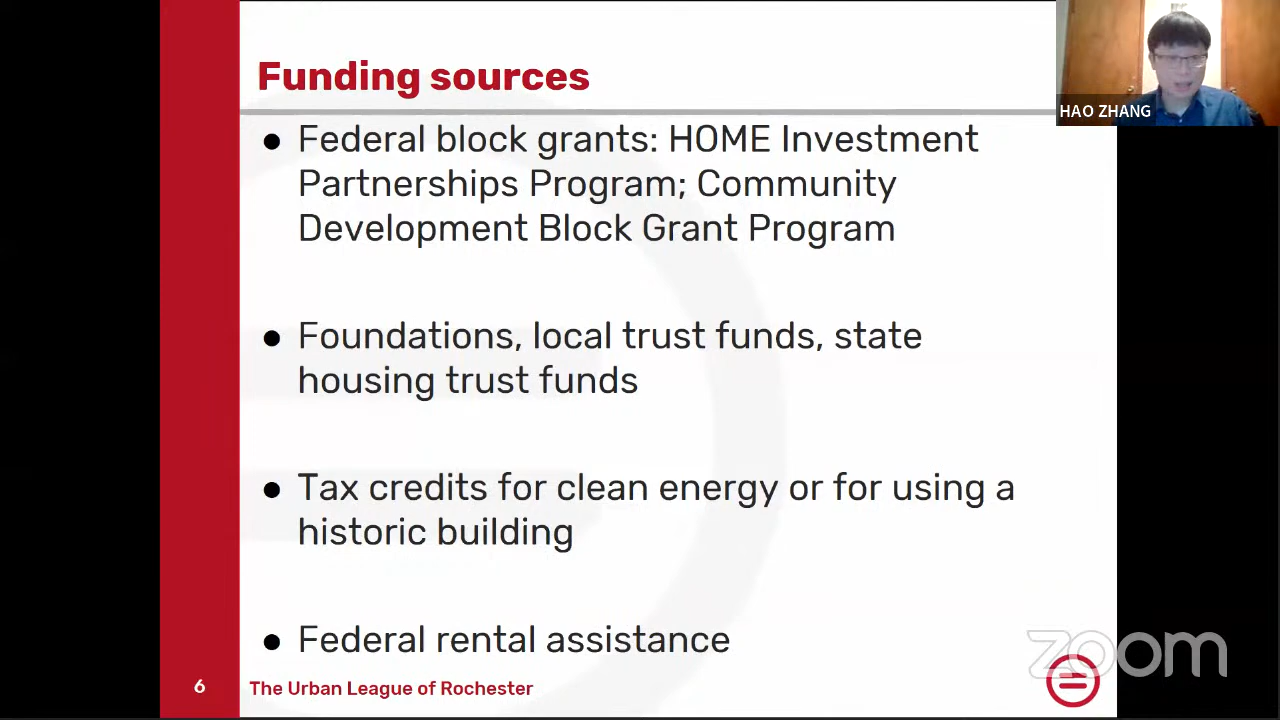 Funding sources
HAO ZHANG
● Federal block grants: HOME Investment
Partnerships Program; Community
Development Block Grant Program
● Foundations, local trust funds, state
housing trust funds
● Tax credits for clean energy or for using a
historic building
● Federal rental assistance
zoom
6
The Urban League of Rochester